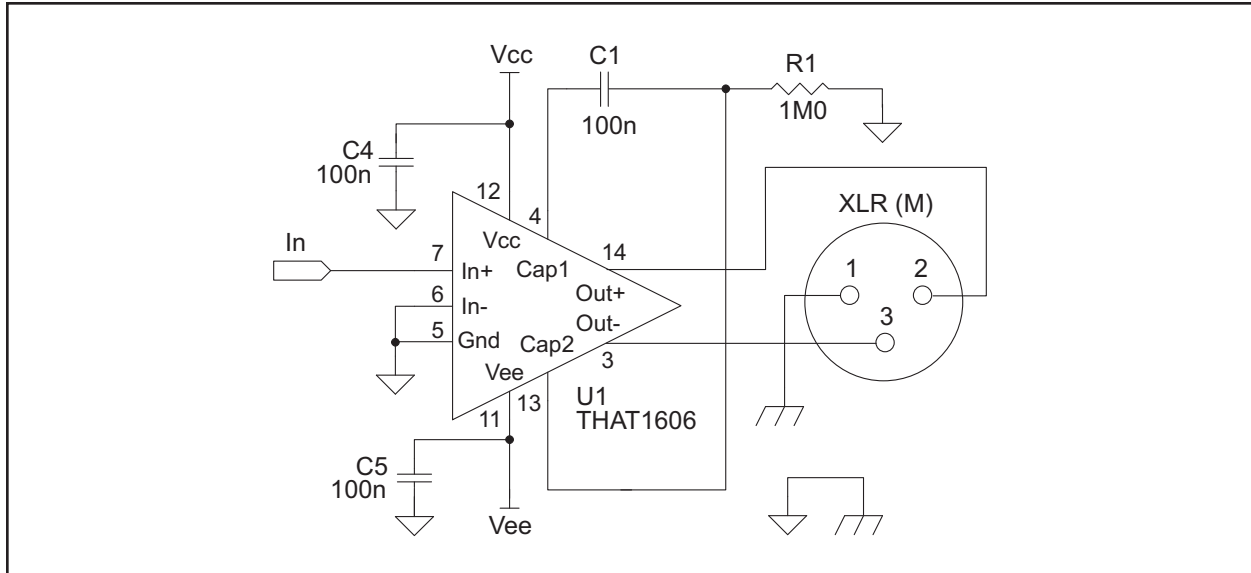 Vcc
C1
100n
R1
1M0
C4
100n
12
4
XLR (M)
In
7
Vcc
14
In+
Cap1
1
2
6
In-
Out+
5
Out-
3
Gnd
Cap2
3
Vee
U1
11
13
THAT1606
C5
100n
Vee